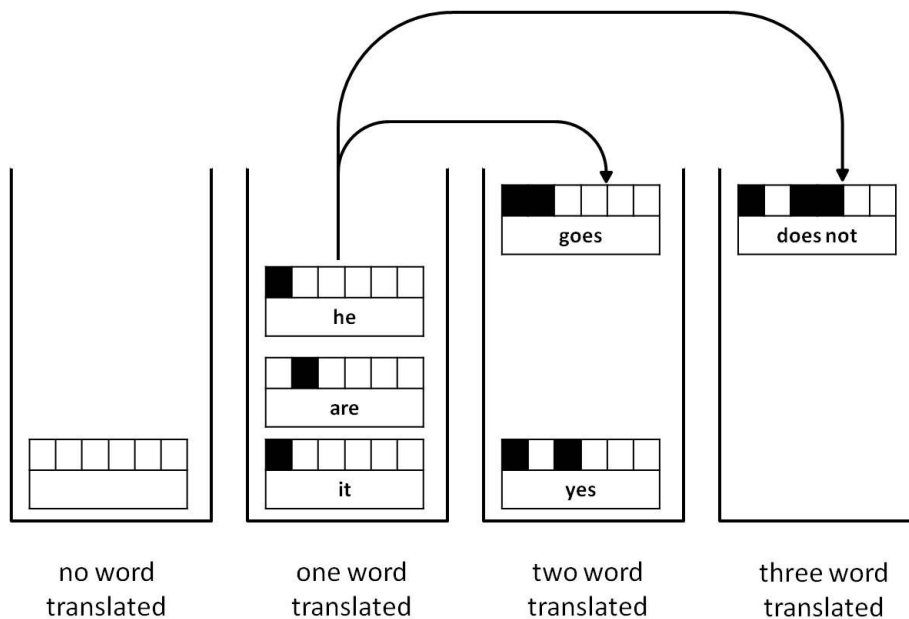 goes
does not
he
are
it
yes
no word
translated
one word
translated
two word
translated
three word
translated